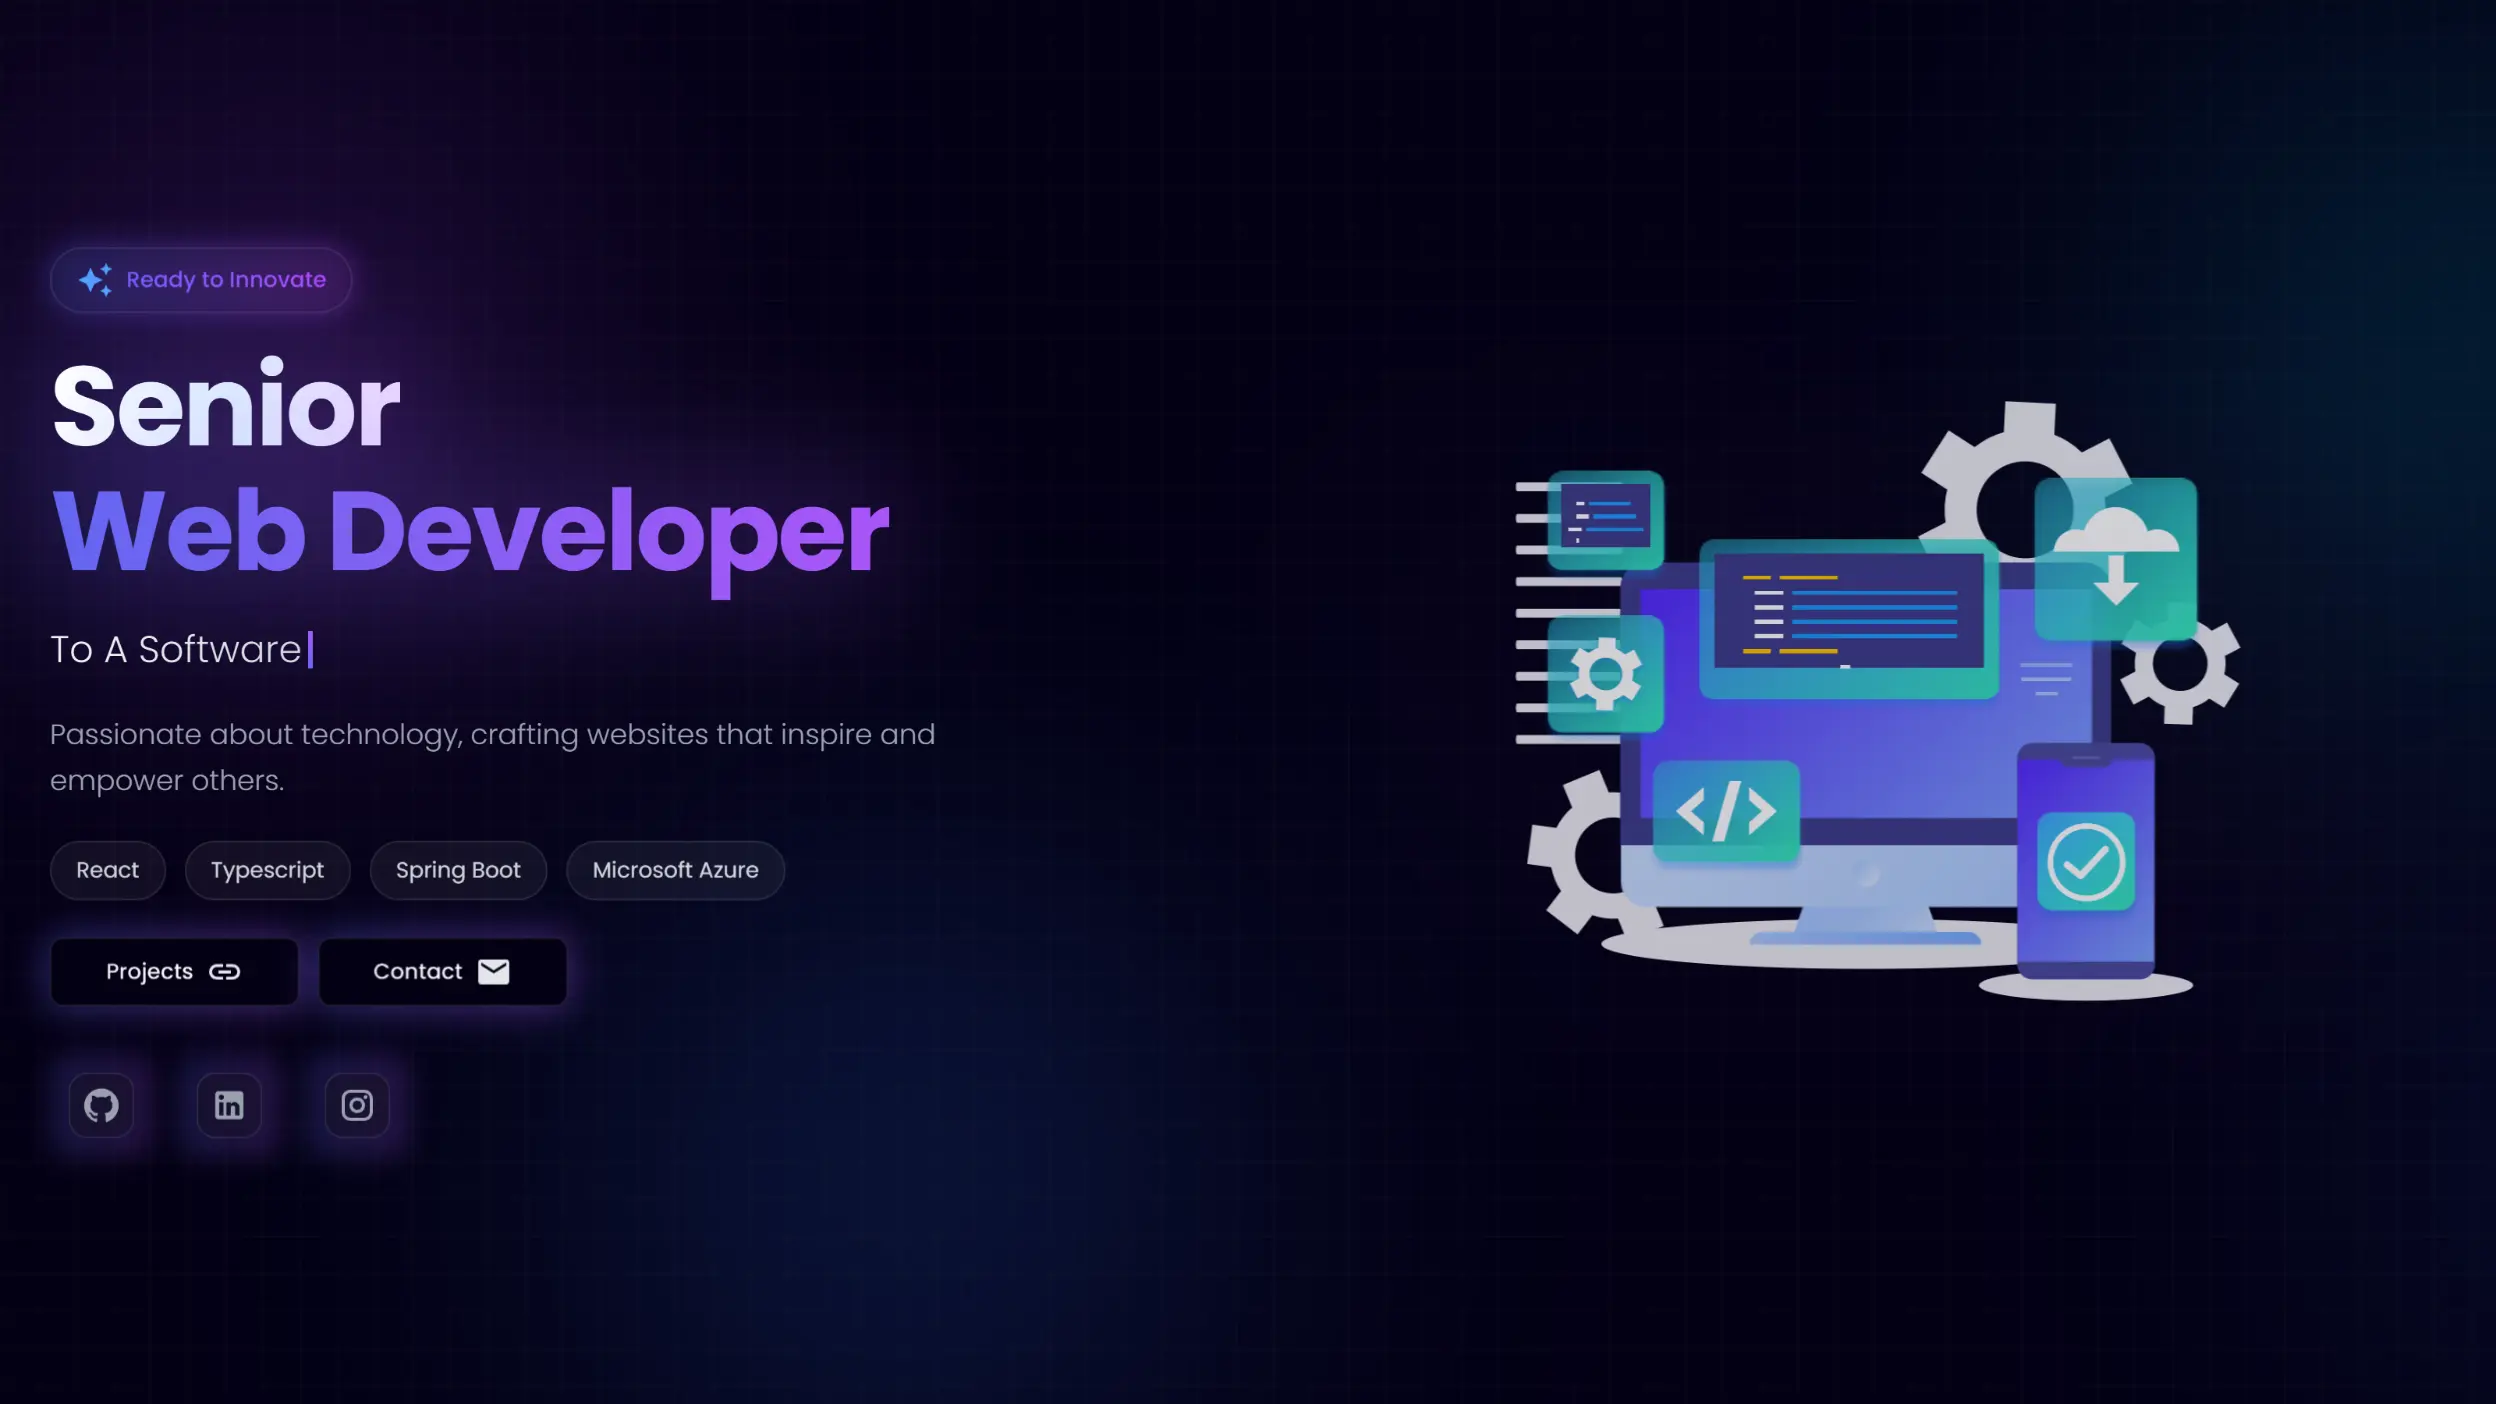 Ready to Innovate
Senior
Web Developer
To A Software
Passionate about technology, crafting websites that inspire and
empower others.
React Typescript Spring Boot Microsoft Azure
Projects Contact